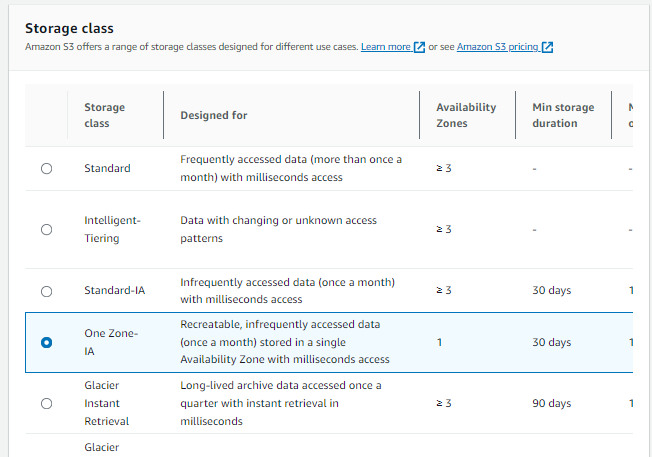 Storage class
Amazon S3 offers a range of storage classes designed for different use cases. Learn more or see Amazon S3 pricing
Storage class
Designed for
Availability Zones
Min storage duration
Standard
Frequently accessed data (more than once a
month) with milliseconds access
≥ 3
-
-
Intelligent-
Tiering
Data with changing or unknown access
patterns
≥ 3
-
-
Standard-IA
Infrequently accessed data (once a month)
with milliseconds access
≥ 3
30 days
1
One Zone-
IA
Recreatable, infrequently accessed data
(once a month) stored in a single
Availability Zone with milliseconds access
1
30 days
1
Glacier
Instant
Retrieval
Long-lived archive data accessed once a
quarter with instant retrieval in
milliseconds
≥ 3
90 days
1
Glacier